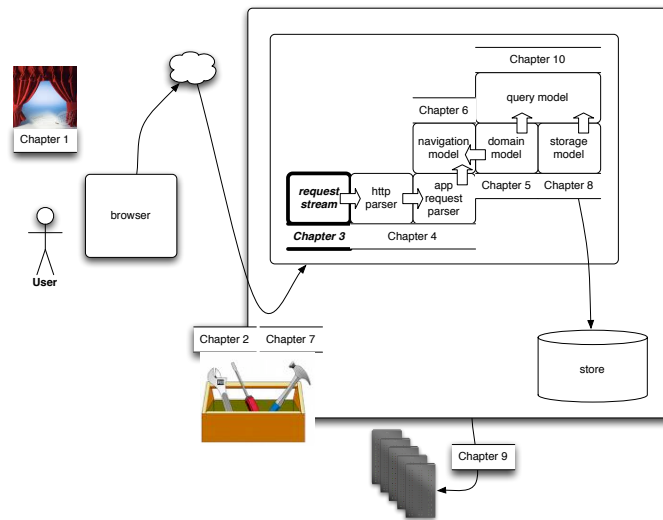 Chapter 10
Chapter 6
query model
Chapter 1
navigation
model
domain
model
storage
model
browser
request
stream
http
parser
app
request
parser
Chapter 5
Chapter 8
Chapter 3
Chapter 4
User
Chapter 2
Chapter 7
store
Chapter 9